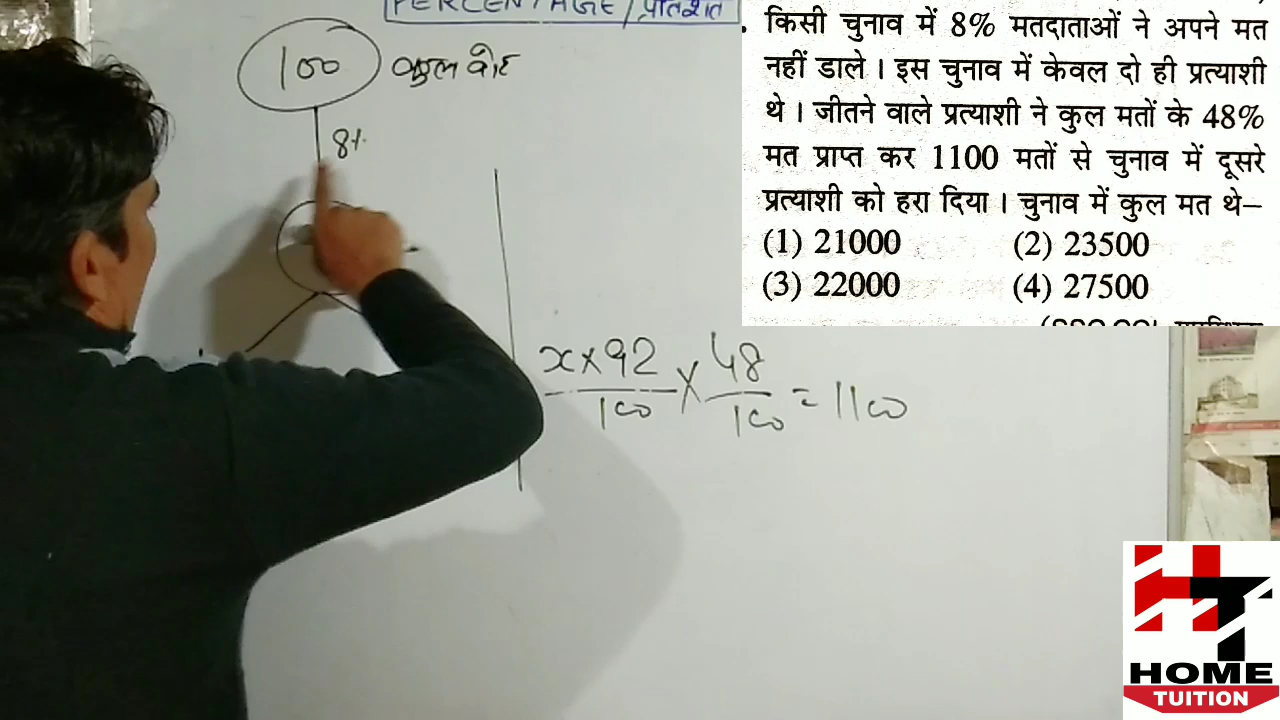 PERCENTAGE/प्रतिशत
100 कुल वोट
8%
x×92/100 × 48/100 = 1100
किसी चुनाव में 8% मतदाताओं ने अपने मत
नहीं डाले । इस चुनाव में केवल दो ही प्रत्याशी
थे । जीतने वाले प्रत्याशी ने कुल मतों के 48%
मत प्राप्त कर 1100 मतों से चुनाव में दूसरे
प्रत्याशी को हरा दिया । चुनाव में कुल मत थे–
(1) 21000 (2) 23500
(3) 22000 (4) 27500
HT
HOME
TUITION